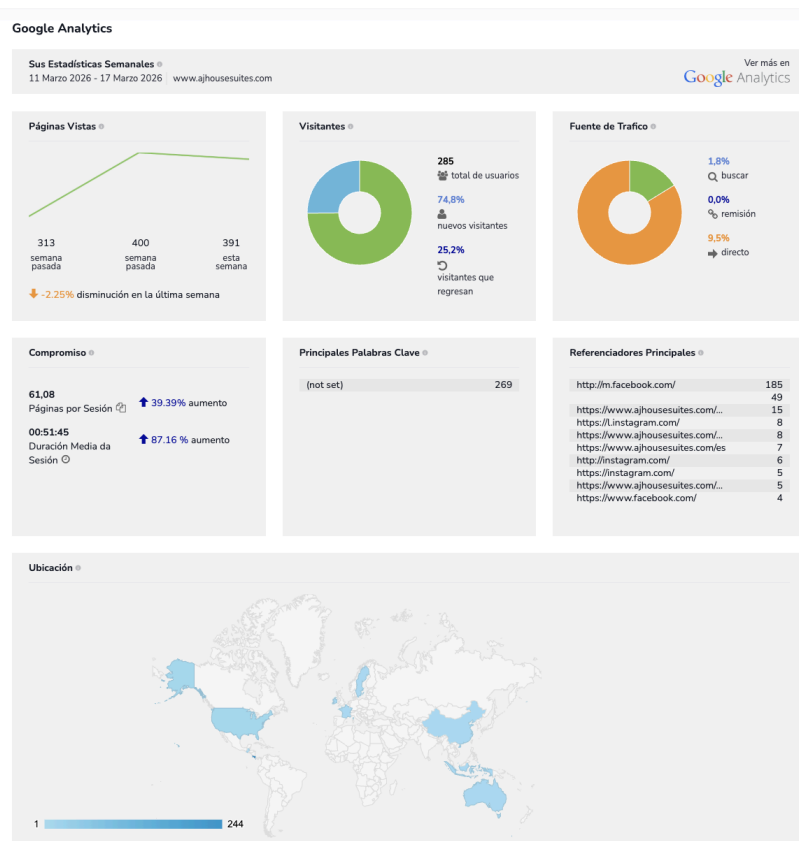 Google Analytics
Sus Estadísticas Semanales
11 Marzo 2026 - 17 Marzo 2026 www.ajhousesuites.com
Ver más en
Google Analytics
Páginas Vistas
313
semana
pasada
400
semana
pasada
391
esta
semana
-2.25% disminución en la última semana
Visitantes
285
total de usuarios
74,8%
nuevos visitantes
25,2%
visitantes que
regresan
Fuente de Trafico
1,8%
buscar
0,0%
remisión
9,5%
directo
Compromiso
61,08
Páginas por Sesión
39.39% aumento
00:51:45
Duración Media da
Sesión
87.16 % aumento
Principales Palabras Clave
(not set) 269
Referenciadores Principales
http://m.facebook.com/ 185
49
https://www.ajhousesuites.com/... 15
https://l.instagram.com/ 8
https://www.ajhousesuites.com/... 8
https://www.ajhousesuites.com/es 7
http://instagram.com/ 6
https://instagram.com/ 5
https://www.ajhousesuites.com/... 5
https://www.facebook.com/ 4
Ubicación
1 244